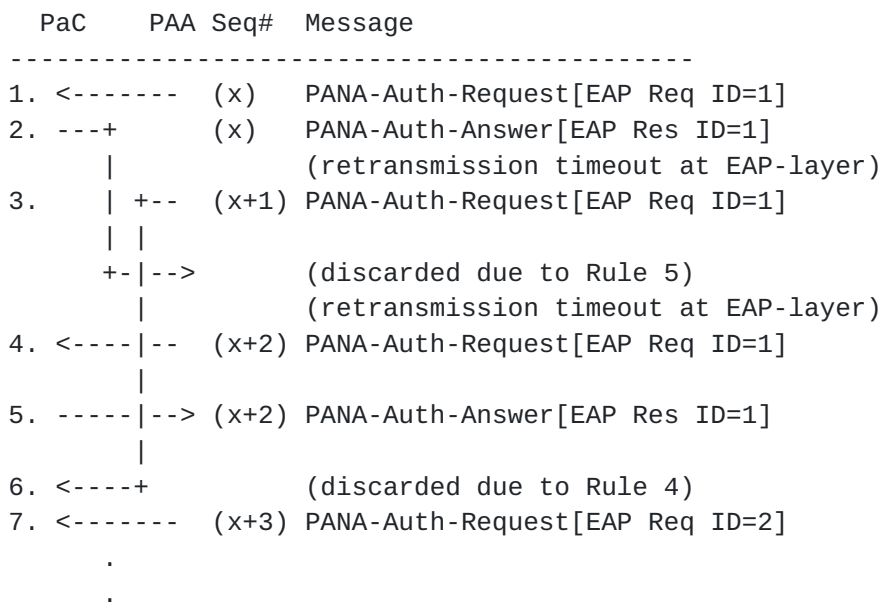 PaC     PAA Seq#  Message
--------------------------------------------
1. <-------  (x)    PANA-Auth-Request[EAP Req ID=1]
2. ---+      (x)    PANA-Auth-Answer[EAP Res ID=1]
      |             (retransmission timeout at EAP-layer)
3.    | +--  (x+1) PANA-Auth-Request[EAP Req ID=1]
      | |
      +-|-->        (discarded due to Rule 5)
        |           (retransmission timeout at EAP-layer)
4. <----|--  (x+2) PANA-Auth-Request[EAP Req ID=1]
        |
5. -----|--> (x+2) PANA-Auth-Answer[EAP Res ID=1]
        |
6. <----+           (discarded due to Rule 4)
7. <-------  (x+3) PANA-Auth-Request[EAP Req ID=2]
      .
      .